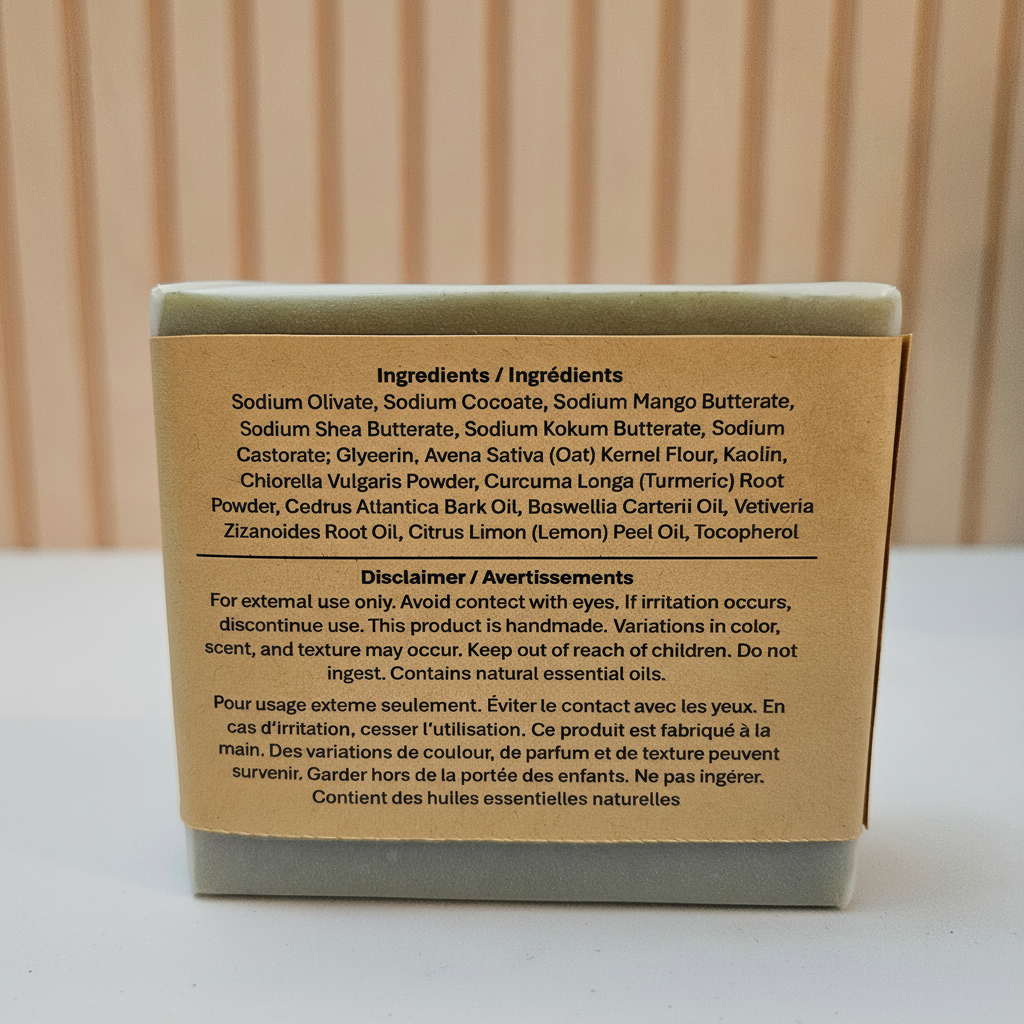 Ingredients / Ingrédients
Sodium Olivate, Sodium Cocoate, Sodium Mango Butterate,
Sodium Shea Butterate, Sodium Kokum Butterate, Sodium
Castorate; Glyeerin, Avena Sativa (Oat) Kernel Flour, Kaolin,
Chlorella Vulgaris Powder, Curcuma Longa (Turmeric) Root
Powder, Cedrus Atlantica Bark Oil, Baswellia Carterii Oil, Vetiveria
Zizanoides Root Oil, Citrus Limon (Lemon) Peel Oil, Tocopherol
Disclaimer / Avertissements
For extemal use only. Avoid contect with eyes. If irritation occurs,
discontinue use. This product is handmade. Variations in color,
scent, and texture may occur. Keep out of reach of children. Do not
ingest. Contains natural essential oils.
Pour usage exteme seulement. Éviter le contact avec les yeux. En
cas d'irritation, cesser l'utilisation. Ce produit est fabriqué à la
main. Des variations de coulour, de parfum et de texture peuvent
survenir. Garder hors de la portée des enfants. Ne pas ingérer.
Contient des huiles essentielles naturelles